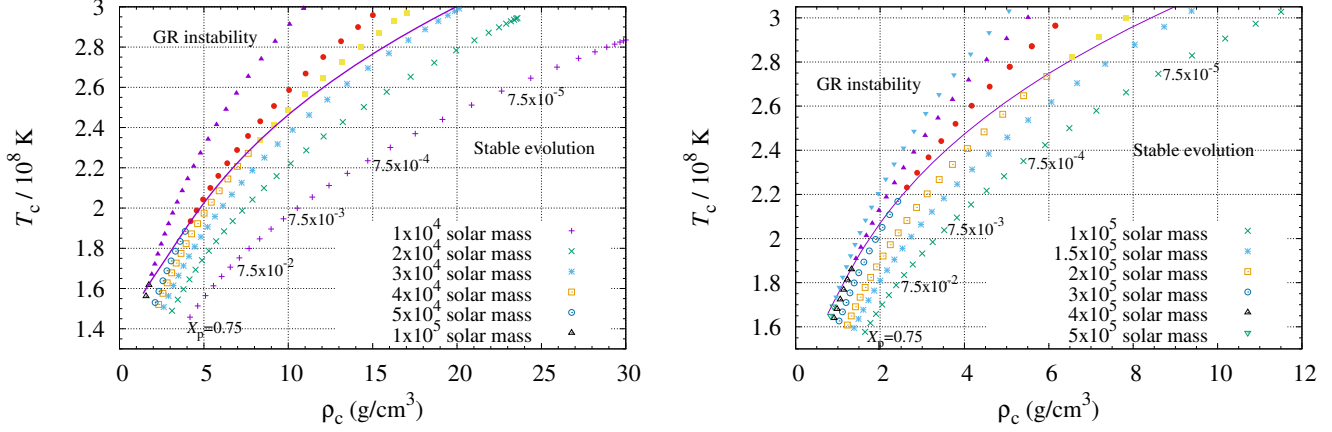 3
2.8
2.6
2.4
2.2
2
1.8
1.6
1.4
T_c / 10^8 K
GR instability
Stable evolution
7.5x10^-5
7.5x10^-4
7.5x10^-3
7.5x10^-2
X_p=0.75
1x10^4 solar mass
2x10^4 solar mass
3x10^4 solar mass
4x10^4 solar mass
5x10^4 solar mass
1x10^5 solar mass
0 5 10 15 20 25 30
ρ_c (g/cm^3)
3
2.8
2.6
2.4
2.2
2
1.8
1.6
T_c / 10^8 K
GR instability
Stable evolution
7.5x10^-5
7.5x10^-4
7.5x10^-3
7.5x10^-2
X_p=0.75
1x10^5 solar mass
1.5x10^5 solar mass
2x10^5 solar mass
3x10^5 solar mass
4x10^5 solar mass
5x10^5 solar mass
0 2 4 6 8 10 12
ρ_c (g/cm^3)